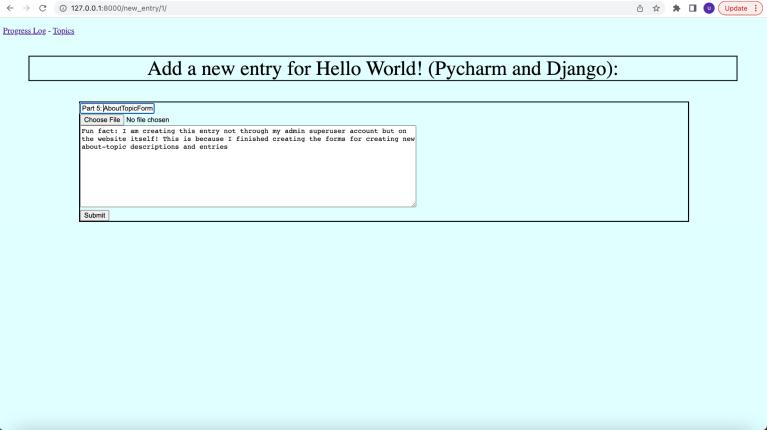 127.0.0.1:8000/new_entry/1/
U
Update
Progress Log - Topics
Add a new entry for Hello World! (Pycharm and Django):
Part 5: AboutTopicForm
Choose File No file chosen
Fun fact: I am creating this entry not through my admin superuser account but on
the website itself! This is because I finished creating the forms for creating new
about-topic descriptions and entries
Submit